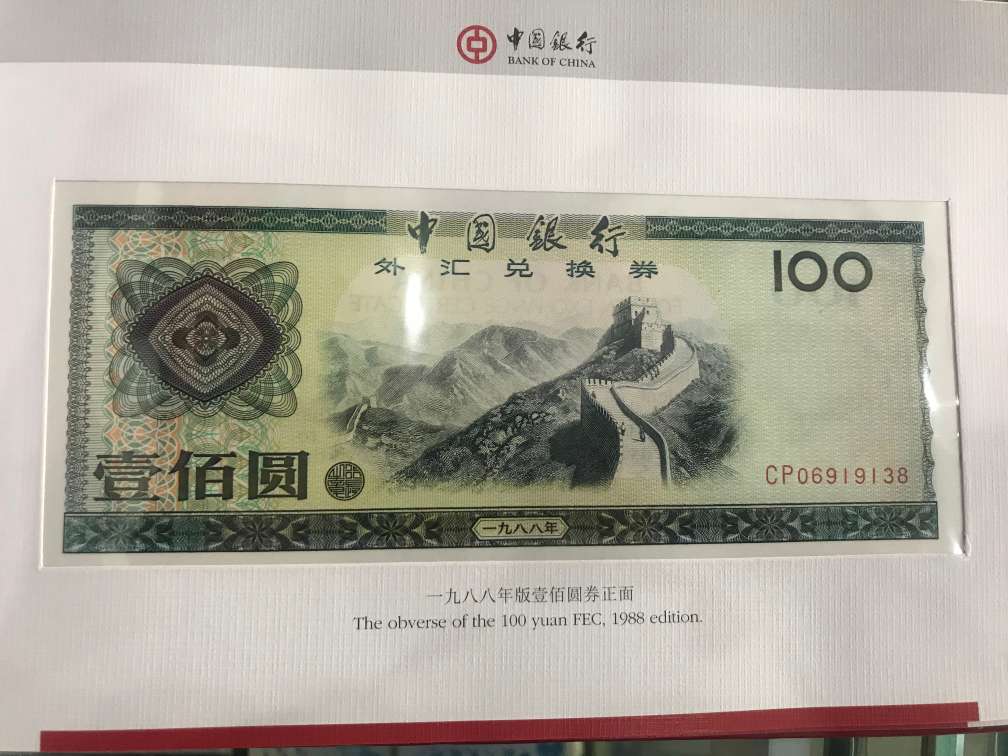 中国銀行
BANK OF CHINA
中国銀行
外汇兑换券
100
壹佰圆
CP06919138
一九八八年
一九八八年版壹佰圆券正面
The obverse of the 100 yuan FEC, 1988 edition.